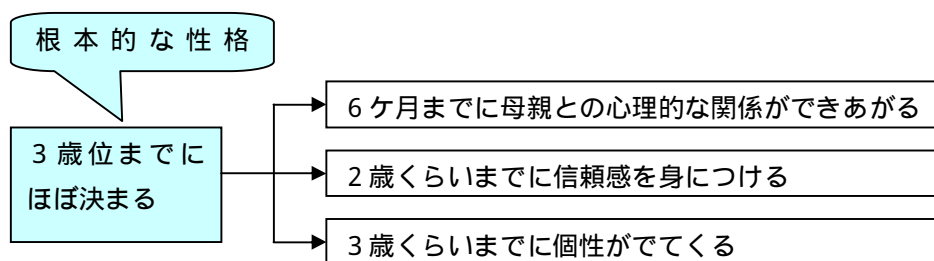 根本的な性格
3歳位までに
ほぼ決まる
6ケ月までに母親との心理的な関係ができあがる
2歳くらいまでに信頼感を身につける
3歳くらいまでに個性がでてくる